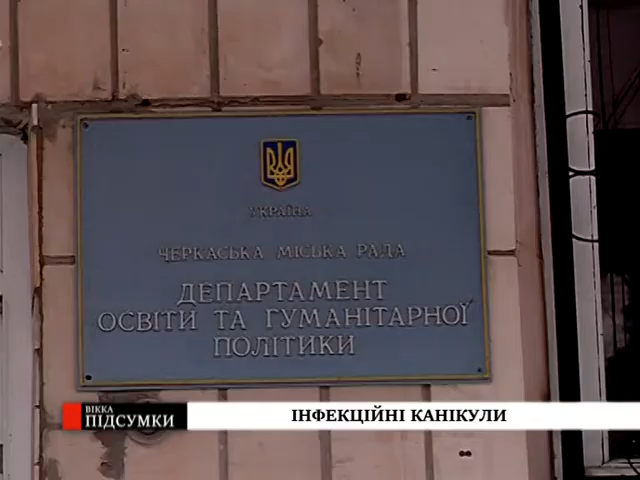 УКРАЇНА
ЧЕРКАСЬКА МІСЬКА РАДА
ДЕПАРТАМЕНТ
ОСВІТИ ТА ГУМАНІТАРНОЇ
ПОЛІТИКИ
ВІККА
ПІДСУМКИ
ІНФЕКЦІЙНІ КАНІКУЛИ